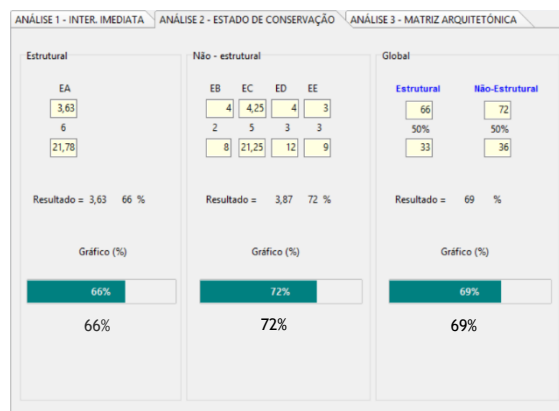 ANÁLISE 1 - INTER. IMEDIATA ANÁLISE 2 - ESTADO DE CONSERVAÇÃO ANÁLISE 3 - MATRIZ ARQUITETÔNICA
Estrutural
EA
3,63
6
21,78
Resultado = 3,63 66 %
Gráfico (%)
66%
66%
Não - estrutural
EB EC ED EE
4 4,25 4 3
2 5 3 3
8 21,25 12 9
Resultado = 3,87 72 %
Gráfico (%)
72%
72%
Global
Estrutural Não-Estrutural
66 72
50% 50%
33 36
Resultado = 69 %
Gráfico (%)
69%
69%